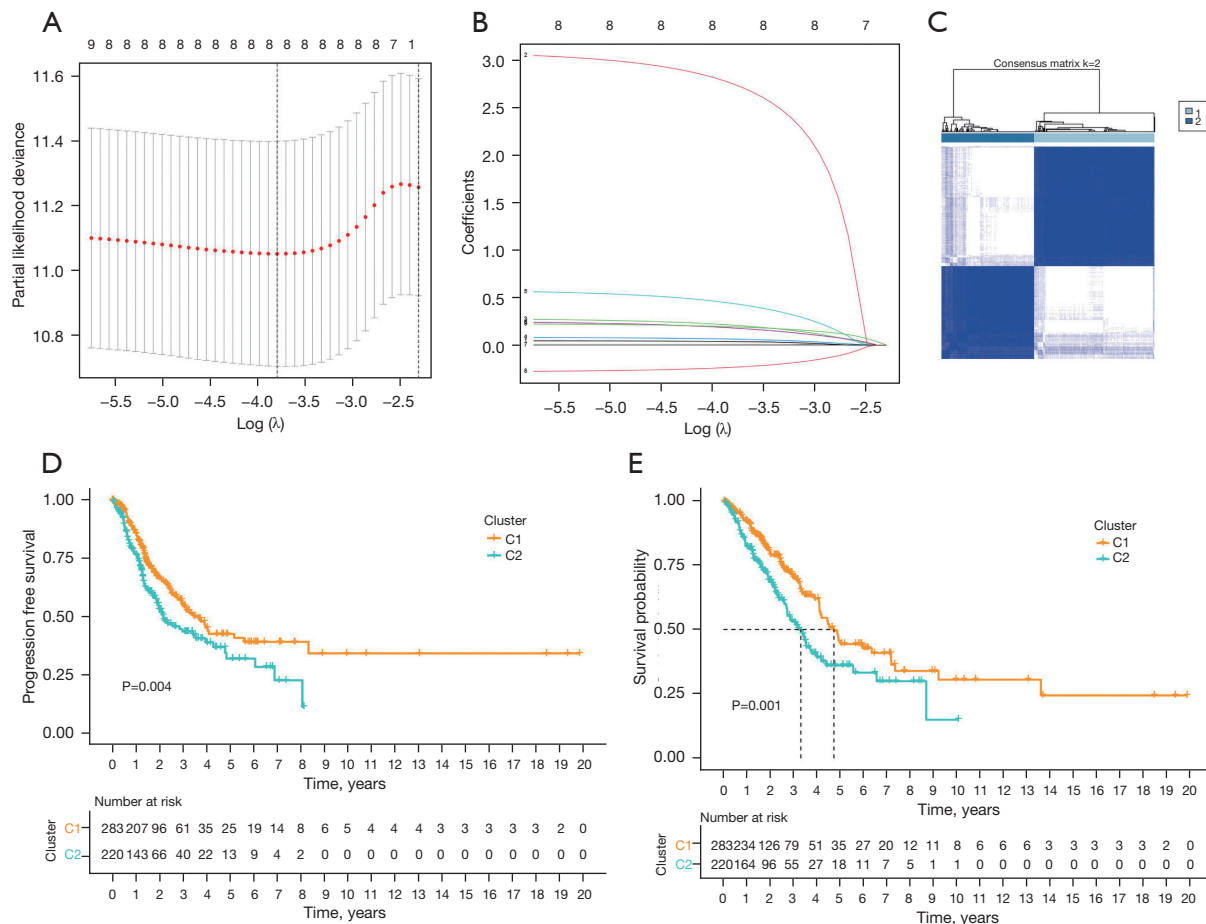 A
9 8 8 8 8 8 8 8 8 8 8 8 8 8 8 8 8 7 1
Partial likelihood deviance
11.6
11.4
11.2
11.0
10.8
−5.5 −5.0 −4.5 −4.0 −3.5 −3.0 −2.5
Log (λ)
B
8 8 8 8 8 7
Coefficients
3.0
2.5
2.0
1.5
1.0
0.5
0.0
2
5
7
−5.5 −5.0 −4.5 −4.0 −3.5 −3.0 −2.5
Log (λ)
C
Consensus matrix k=2
1
2
D
Progression free survival
1.00
0.75
0.50
0.25
0.00
Cluster
C1
C2
P=0.004
0 1 2 3 4 5 6 7 8 9 10 11 12 13 14 15 16 17 18 19 20
Time, years
Number at risk
Cluster
C1 283 207 96 61 35 25 19 14 8 6 5 4 4 4 3 3 3 3 3 2 0
C2 220 143 66 40 22 13 9 4 2 0 0 0 0 0 0 0 0 0 0 0 0
0 1 2 3 4 5 6 7 8 9 10 11 12 13 14 15 16 17 18 19 20
Time, years
E
Survival probability
1.00
0.75
0.50
0.25
0.00
Cluster
C1
C2
P=0.001
0 1 2 3 4 5 6 7 8 9 10 11 12 13 14 15 16 17 18 19 20
Time, years
Number at risk
Cluster
C1 283 234 126 79 51 35 27 20 12 11 8 6 6 6 3 3 3 3 3 2 0
C2 220 164 96 55 27 18 11 7 5 1 1 0 0 0 0 0 0 0 0 0 0
0 1 2 3 4 5 6 7 8 9 10 11 12 13 14 15 16 17 18 19 20
Time, years